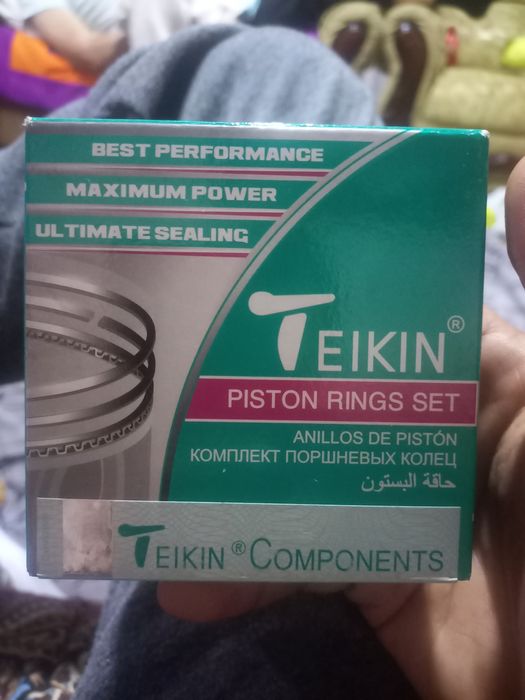 BEST PERFORMANCE
MAXIMUM POWER
ULTIMATE SEALING
TEIKIN®
PISTON RINGS SET
ANILLOS DE PISTÓN
КОМПЛЕКТ ПОРШНЕВЫХ КОЛЕЦ
حاقة البستون
TEIKIN® COMPONENTS